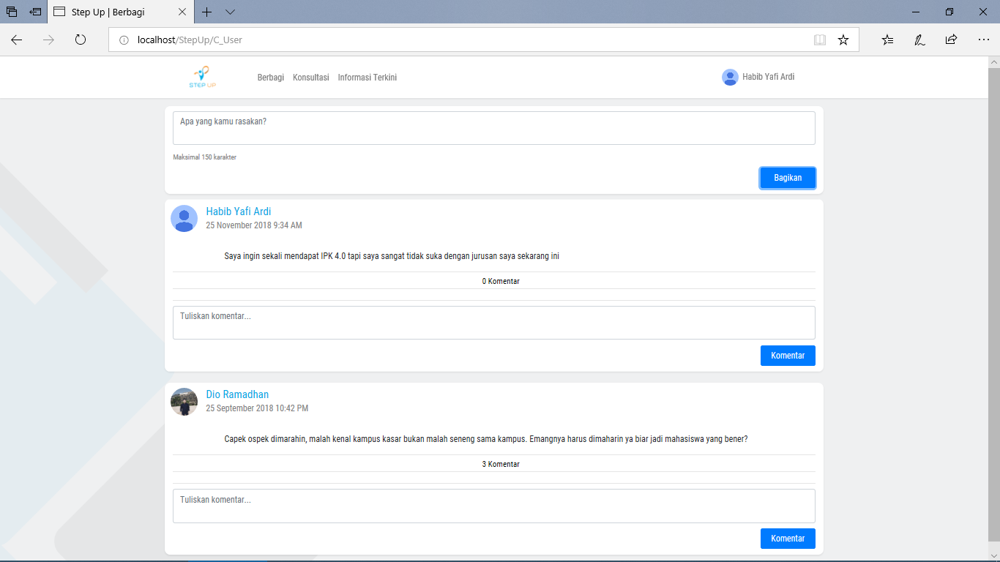 Step Up | Berbagi
localhost/StepUp/C_User
STEP UP
Berbagi Konsultasi Informasi Terkini
Habib Yafi Ardi
Apa yang kamu rasakan?
Maksimal 150 karakter
Bagikan
Habib Yafi Ardi
25 November 2018 9:34 AM
Saya ingin sekali mendapat IPK 4.0 tapi saya sangat tidak suka dengan jurusan saya sekarang ini
0 Komentar
Tuliskan komentar...
Komentar
Dio Ramadhan
25 September 2018 10:42 PM
Capek ospek dimarahin, malah kenal kampus kasar bukan malah seneng sama kampus. Emangnya harus dimaharin ya biar jadi mahasiswa yang bener?
3 Komentar
Tuliskan komentar...
Komentar